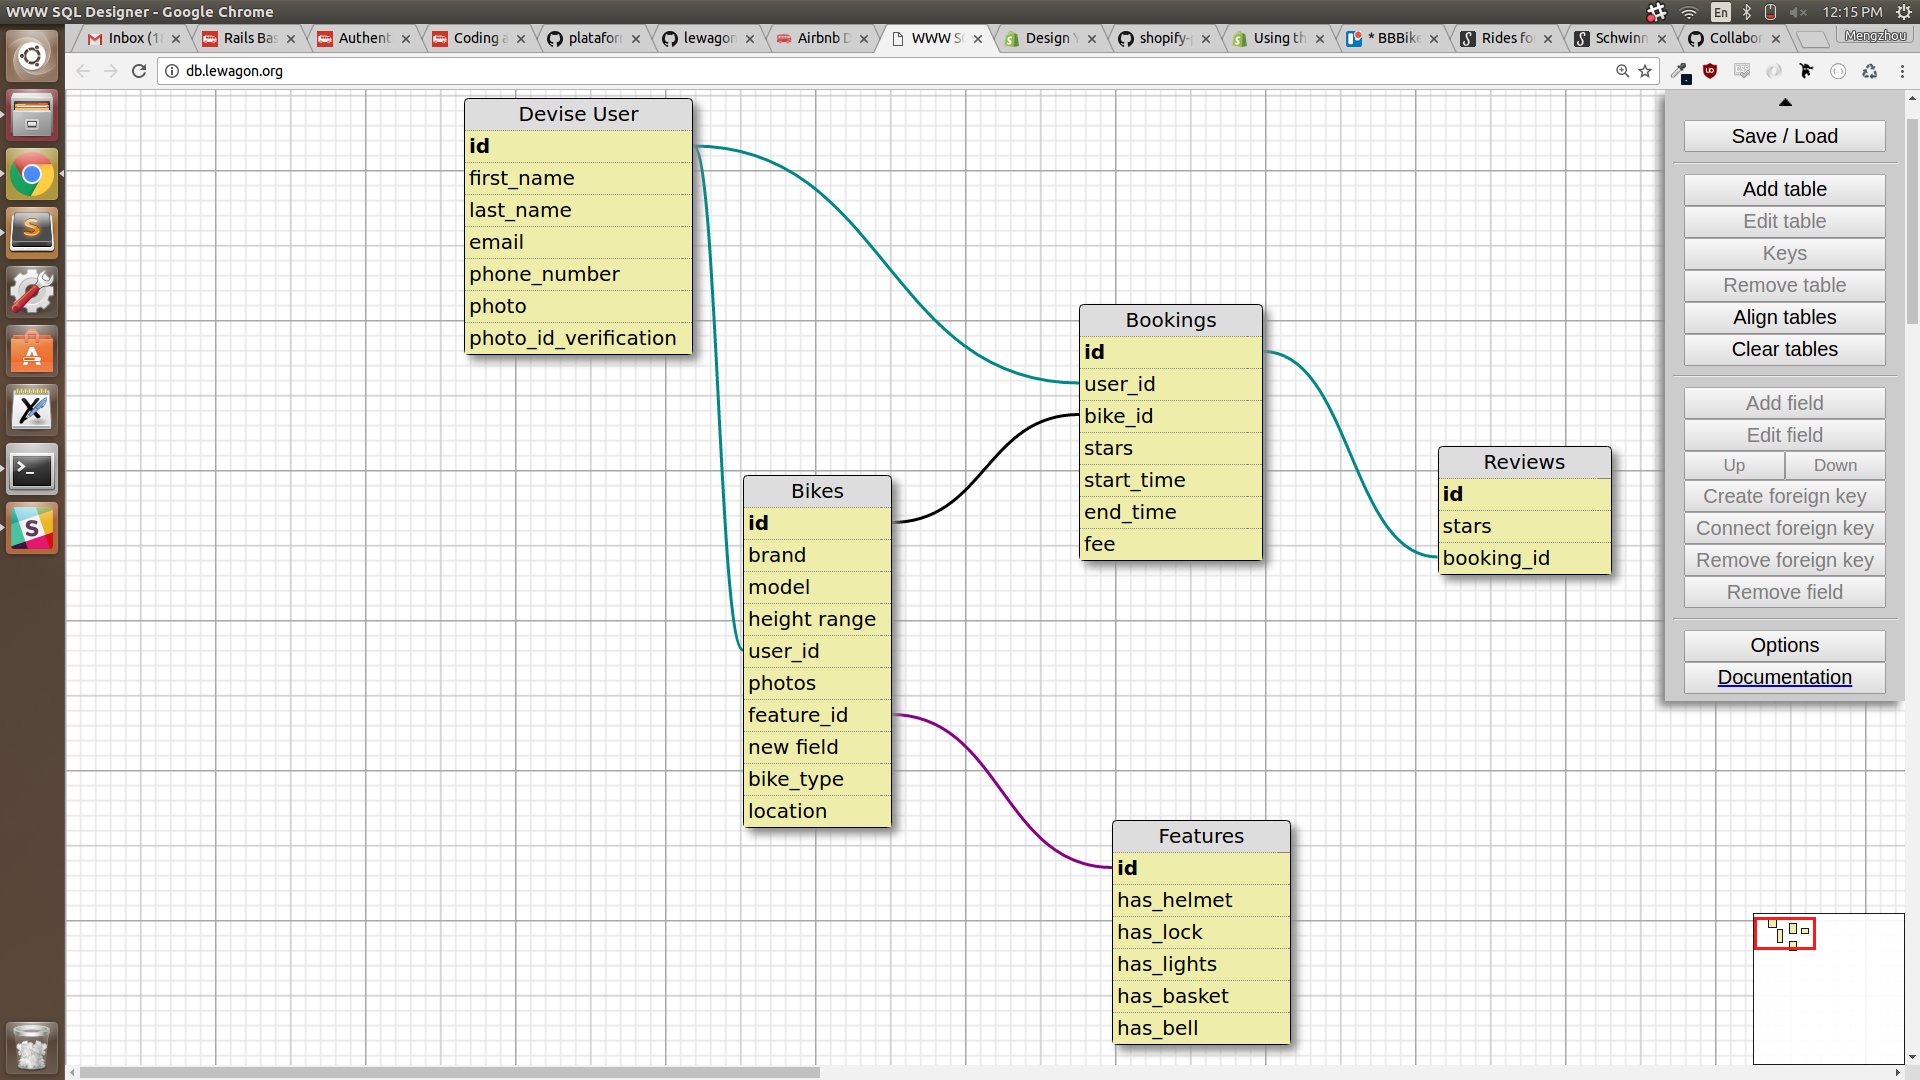 WWW SQL Designer - Google Chrome
En
12:15 PM
Inbox (1
Rails Bas
Authent
Coding a
platafor
lewagon
Airbnb D
WWW S
Design Y
shopify-
Using th
* BBBike
Rides fo
Schwinn
Collabor
Mengzhou
db.lewagon.org
Devise User
id
first_name
last_name
email
phone_number
photo
photo_id_verification
Bookings
id
user_id
bike_id
stars
start_time
end_time
fee
Reviews
id
stars
booking_id
Bikes
id
brand
model
height range
user_id
photos
feature_id
new field
bike_type
location
Features
id
has_helmet
has_lock
has_lights
has_basket
has_bell
Save / Load
Add table
Edit table
Keys
Remove table
Align tables
Clear tables
Add field
Edit field
Up Down
Create foreign key
Connect foreign key
Remove foreign key
Remove field
Options
Documentation